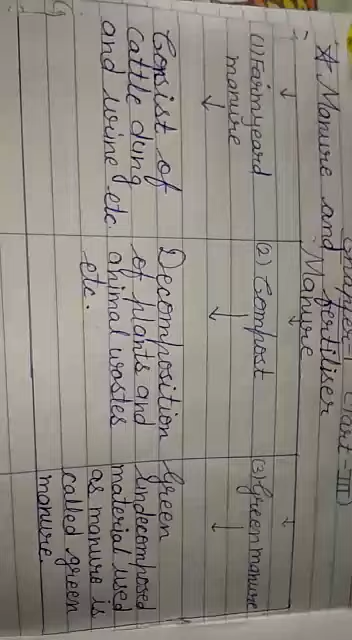 Chapter- (Part-III)
★ Manure and fertiliser
Manure
(1) Farmyeard
manure
Consist of
cattle dung
and urine etc.
(2) Compost
Decomposition
of plants and
animal wastes
etc.
(3) Green manure
Green
Undecomposed
material used
as manure is
called green
manure.